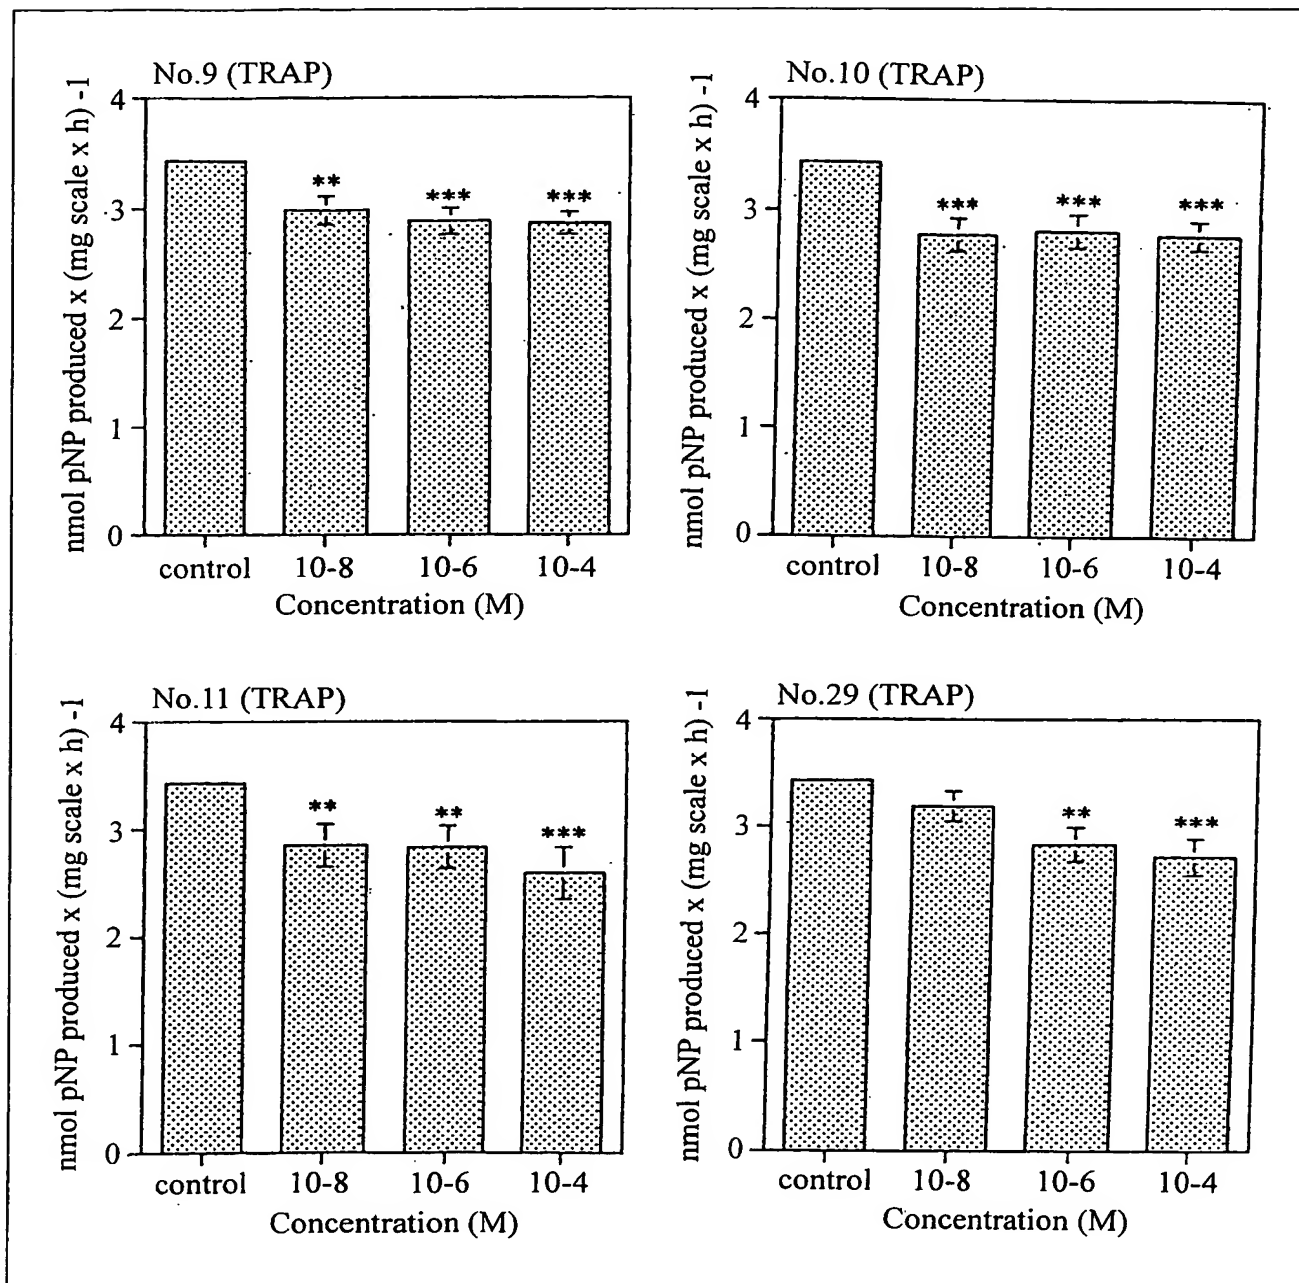 No.9 (TRAP)
nmol pNP produced x (mg scale x h) -1
4
3
2
1
0
**
***
***
control 10-8 10-6 10-4
Concentration (M)
No.10 (TRAP)
nmol pNP produced x (mg scale x h) -1
4
3
2
1
0
***
***
***
control 10-8 10-6 10-4
Concentration (M)
No.11 (TRAP)
nmol pNP produced x (mg scale x h) -1
4
3
2
1
0
**
**
***
control 10-8 10-6 10-4
Concentration (M)
No.29 (TRAP)
nmol pNP produced x (mg scale x h) -1
4
3
2
1
0
**
***
control 10-8 10-6 10-4
Concentration (M)